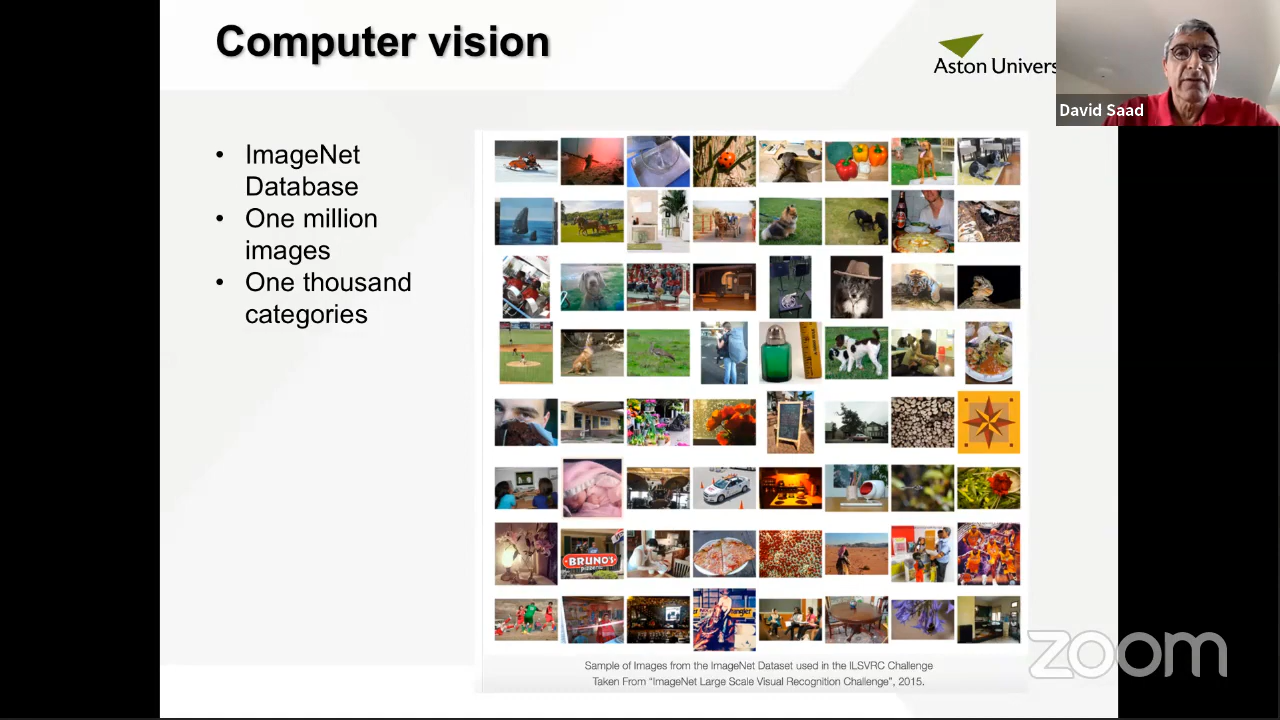 Computer vision
Aston Univers
David Saad
• ImageNet
Database
• One million
images
• One thousand
categories
BRUNO'S
Sample of Images from the ImageNet Dataset used in the ILSVRC Challenge
Taken From “ImageNet Large Scale Visual Recognition Challenge”, 2015.
zoom